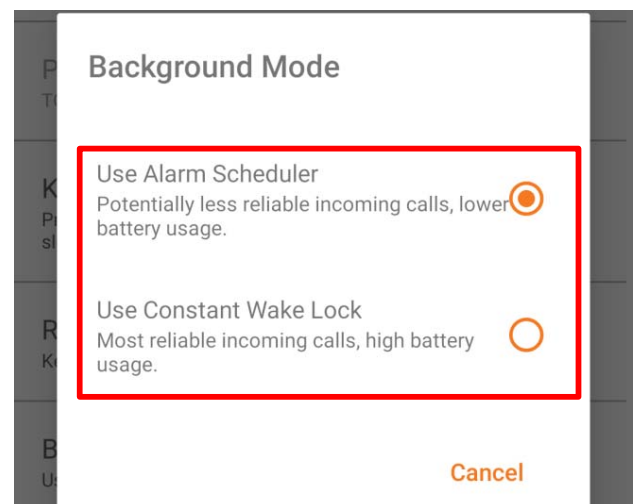 Background Mode
Use Alarm Scheduler
Potentially less reliable incoming calls, lower
battery usage.
Use Constant Wake Lock
Most reliable incoming calls, high battery
usage.
Cancel